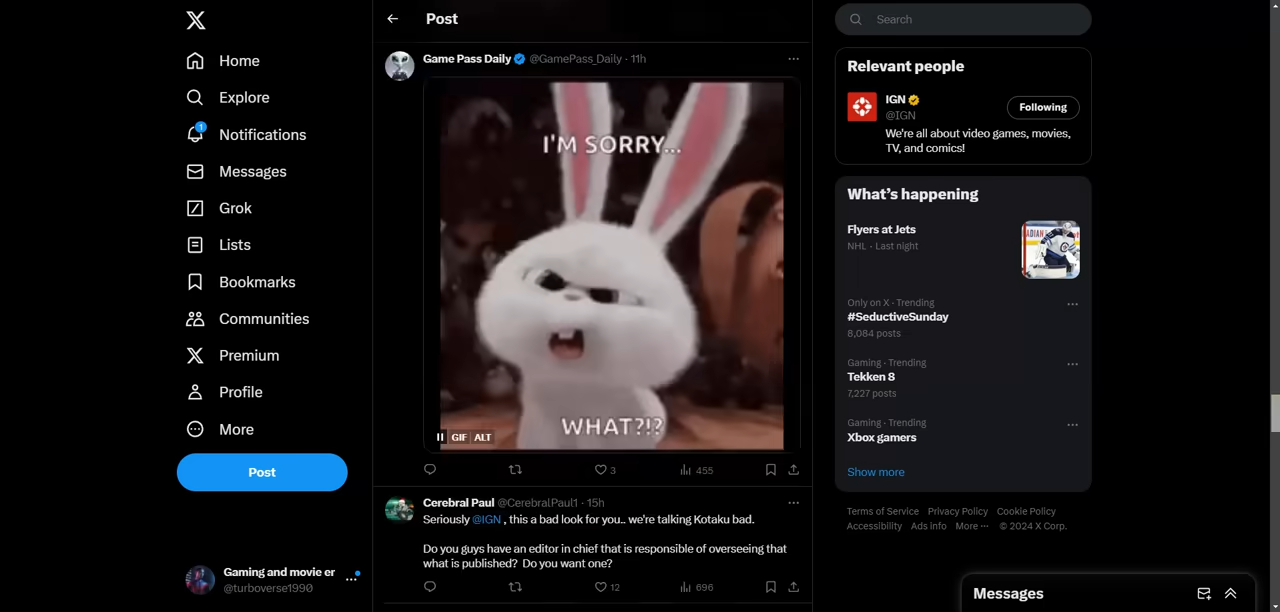 Home
Explore
1
Notifications
Messages
Grok
Lists
Bookmarks
Communities
Premium
Profile
More
Post
Gaming and movie er
@turboverse1990
Post
Game Pass Daily @GamePass_Daily · 11h
I'M SORRY...
WHAT?!?
GIF ALT
3
455
Cerebral Paul @CerebralPaul1 · 15h
Seriously @IGN , this a bad look for you.. we're talking Kotaku bad.
Do you guys have an editor in chief that is responsible of overseeing that
what is published? Do you want one?
12
696
Search
Relevant people
IGN
@IGN
Following
We're all about video games, movies,
TV, and comics!
What's happening
Flyers at Jets
NHL · Last night
Only on X · Trending
#SeductiveSunday
8,084 posts
Gaming · Trending
Tekken 8
7,227 posts
Gaming · Trending
Xbox gamers
Show more
Terms of Service Privacy Policy Cookie Policy
Accessibility Ads info More ··· © 2024 X Corp.
Messages